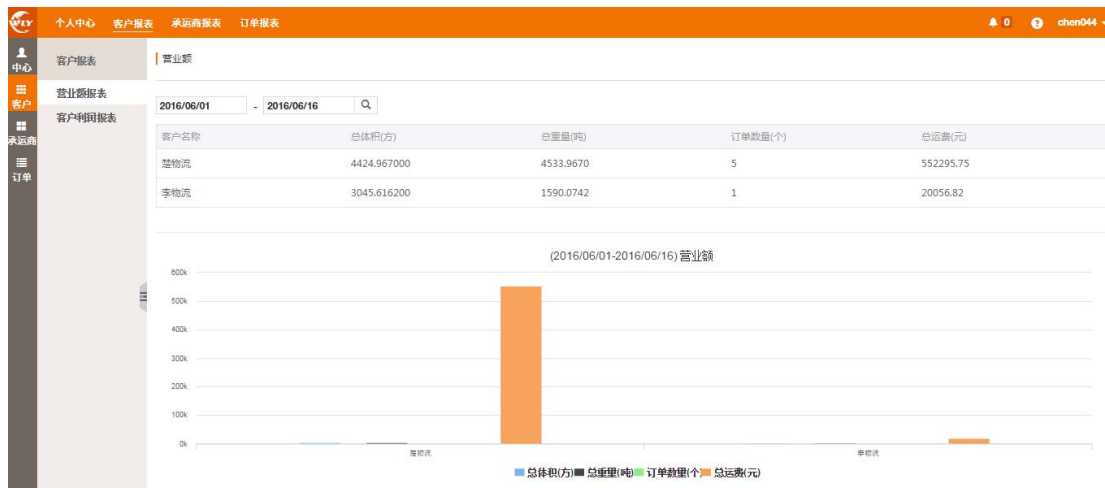 WLY 个人中心 客户报表 承运商报表 订单报表 0 ? chen044
中心
客户
承运商
订单
客户报表
营业额报表
客户利润报表
营业额
2016/06/01 - 2016/06/16
客户名称 总体积(方) 总重量(吨) 订单数量(个) 总运费(元)
楚物流 4424.967000 4533.9670 5 552295.75
李物流 3045.616200 1590.0742 1 20056.82
(2016/06/01-2016/06/16) 营业额
600k
500k
400k
300k
200k
100k
0k
楚物流 李物流
总体积(方) 总重量(吨) 订单数量(个) 总运费(元)